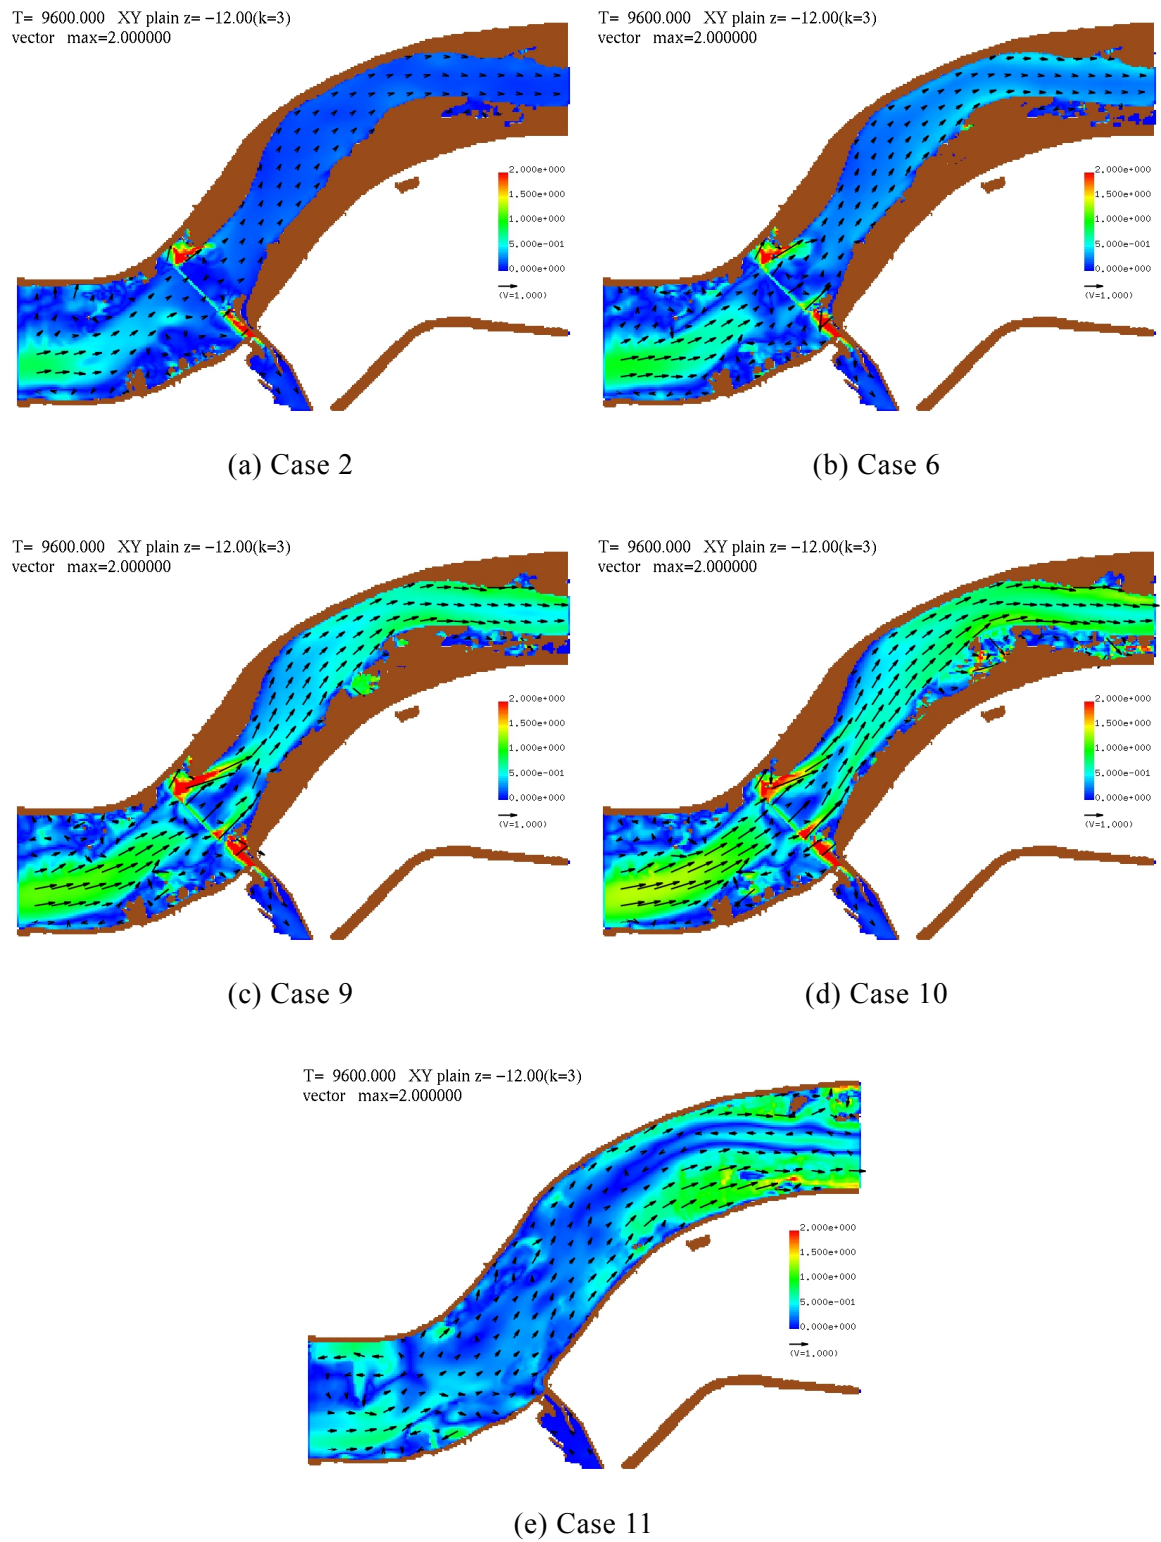 T= 9600.000 XY plain z= −12.00(k=3)
vector max=2.000000
2.000e+000
1.500e+000
1.000e+000
5.000e-001
0.000e+000
(V=1.000)
(a) Case 2
T= 9600.000 XY plain z= −12.00(k=3)
vector max=2.000000
2.000e+000
1.500e+000
1.000e+000
5.000e-001
0.000e+000
(V=1.000)
(b) Case 6
T= 9600.000 XY plain z= −12.00(k=3)
vector max=2.000000
2.000e+000
1.500e+000
1.000e+000
5.000e-001
0.000e+000
(V=1.000)
(c) Case 9
T= 9600.000 XY plain z= −12.00(k=3)
vector max=2.000000
2.000e+000
1.500e+000
1.000e+000
5.000e-001
0.000e+000
(V=1.000)
(d) Case 10
T= 9600.000 XY plain z= −12.00(k=3)
vector max=2.000000
2.000e+000
1.500e+000
1.000e+000
5.000e-001
0.000e+000
(V=1.000)
(e) Case 11